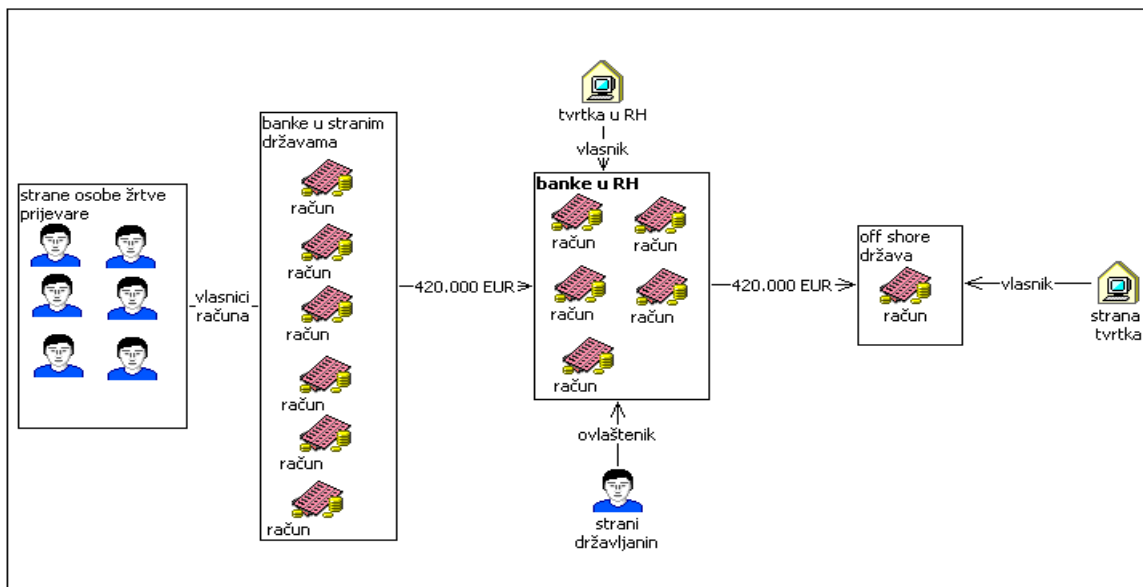 strane osobe žrtve
prijevare
vlasnici
računa
banke u stranim
državama
račun
račun
račun
račun
račun
račun
420.000 EUR
tvrtka u RH
vlasnik
banke u RH
račun
račun
račun
račun
račun
ovlaštenik
strani
državljanin
420.000 EUR
off shore
država
račun
vlasnik
strana
tvrtka